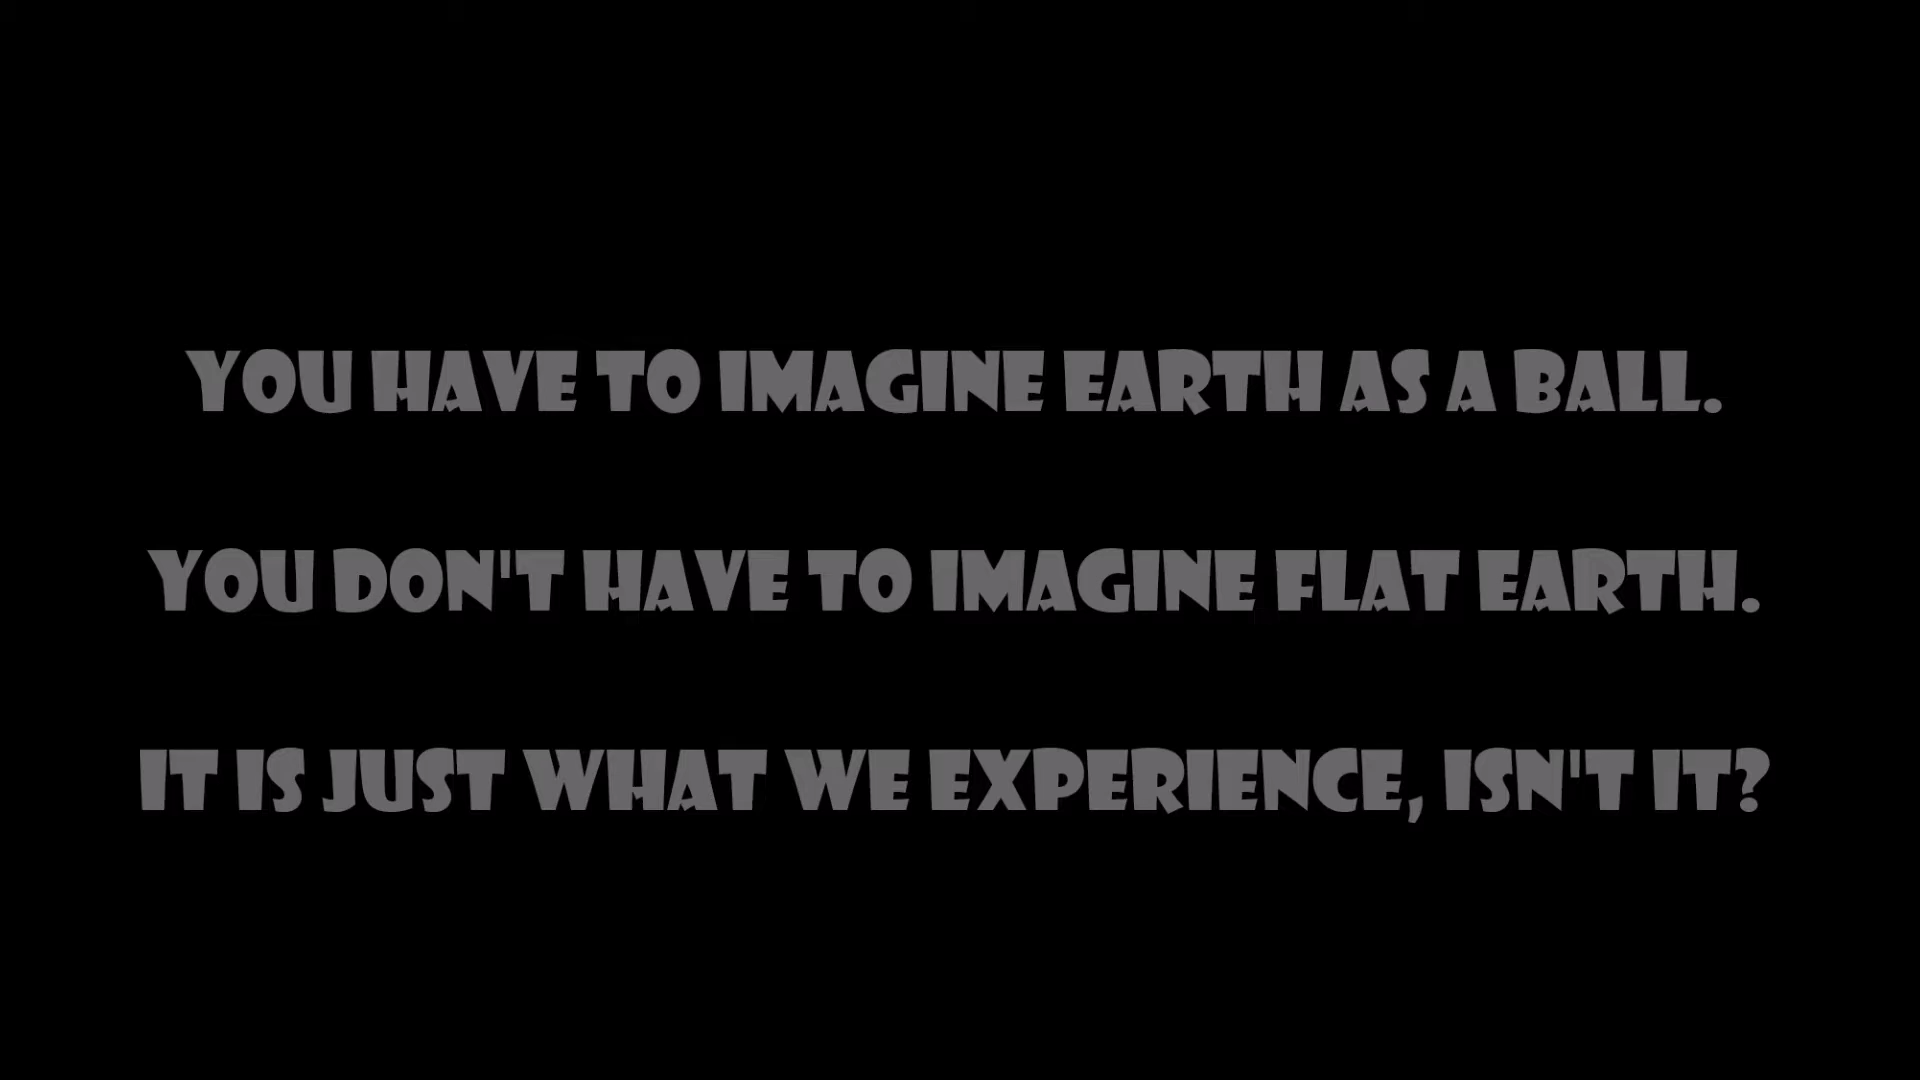 YOU HAVE TO IMAGINE EARTH AS A BALL.
YOU DON'T HAVE TO IMAGINE FLAT EARTH.
IT IS JUST WHAT WE EXPERIENCE, ISN'T IT?